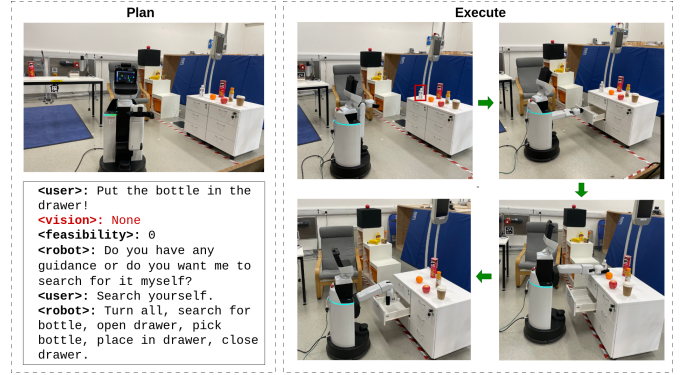 Plan
Execute
<user>: Put the bottle in the
drawer!
<vision>: None
<feasibility>: 0
<robot>: Do you have any
guidance or do you want me to
search for it myself?
<user>: Search yourself.
<robot>: Turn all, search for
bottle, open drawer, pick
bottle, place in drawer, close
drawer.